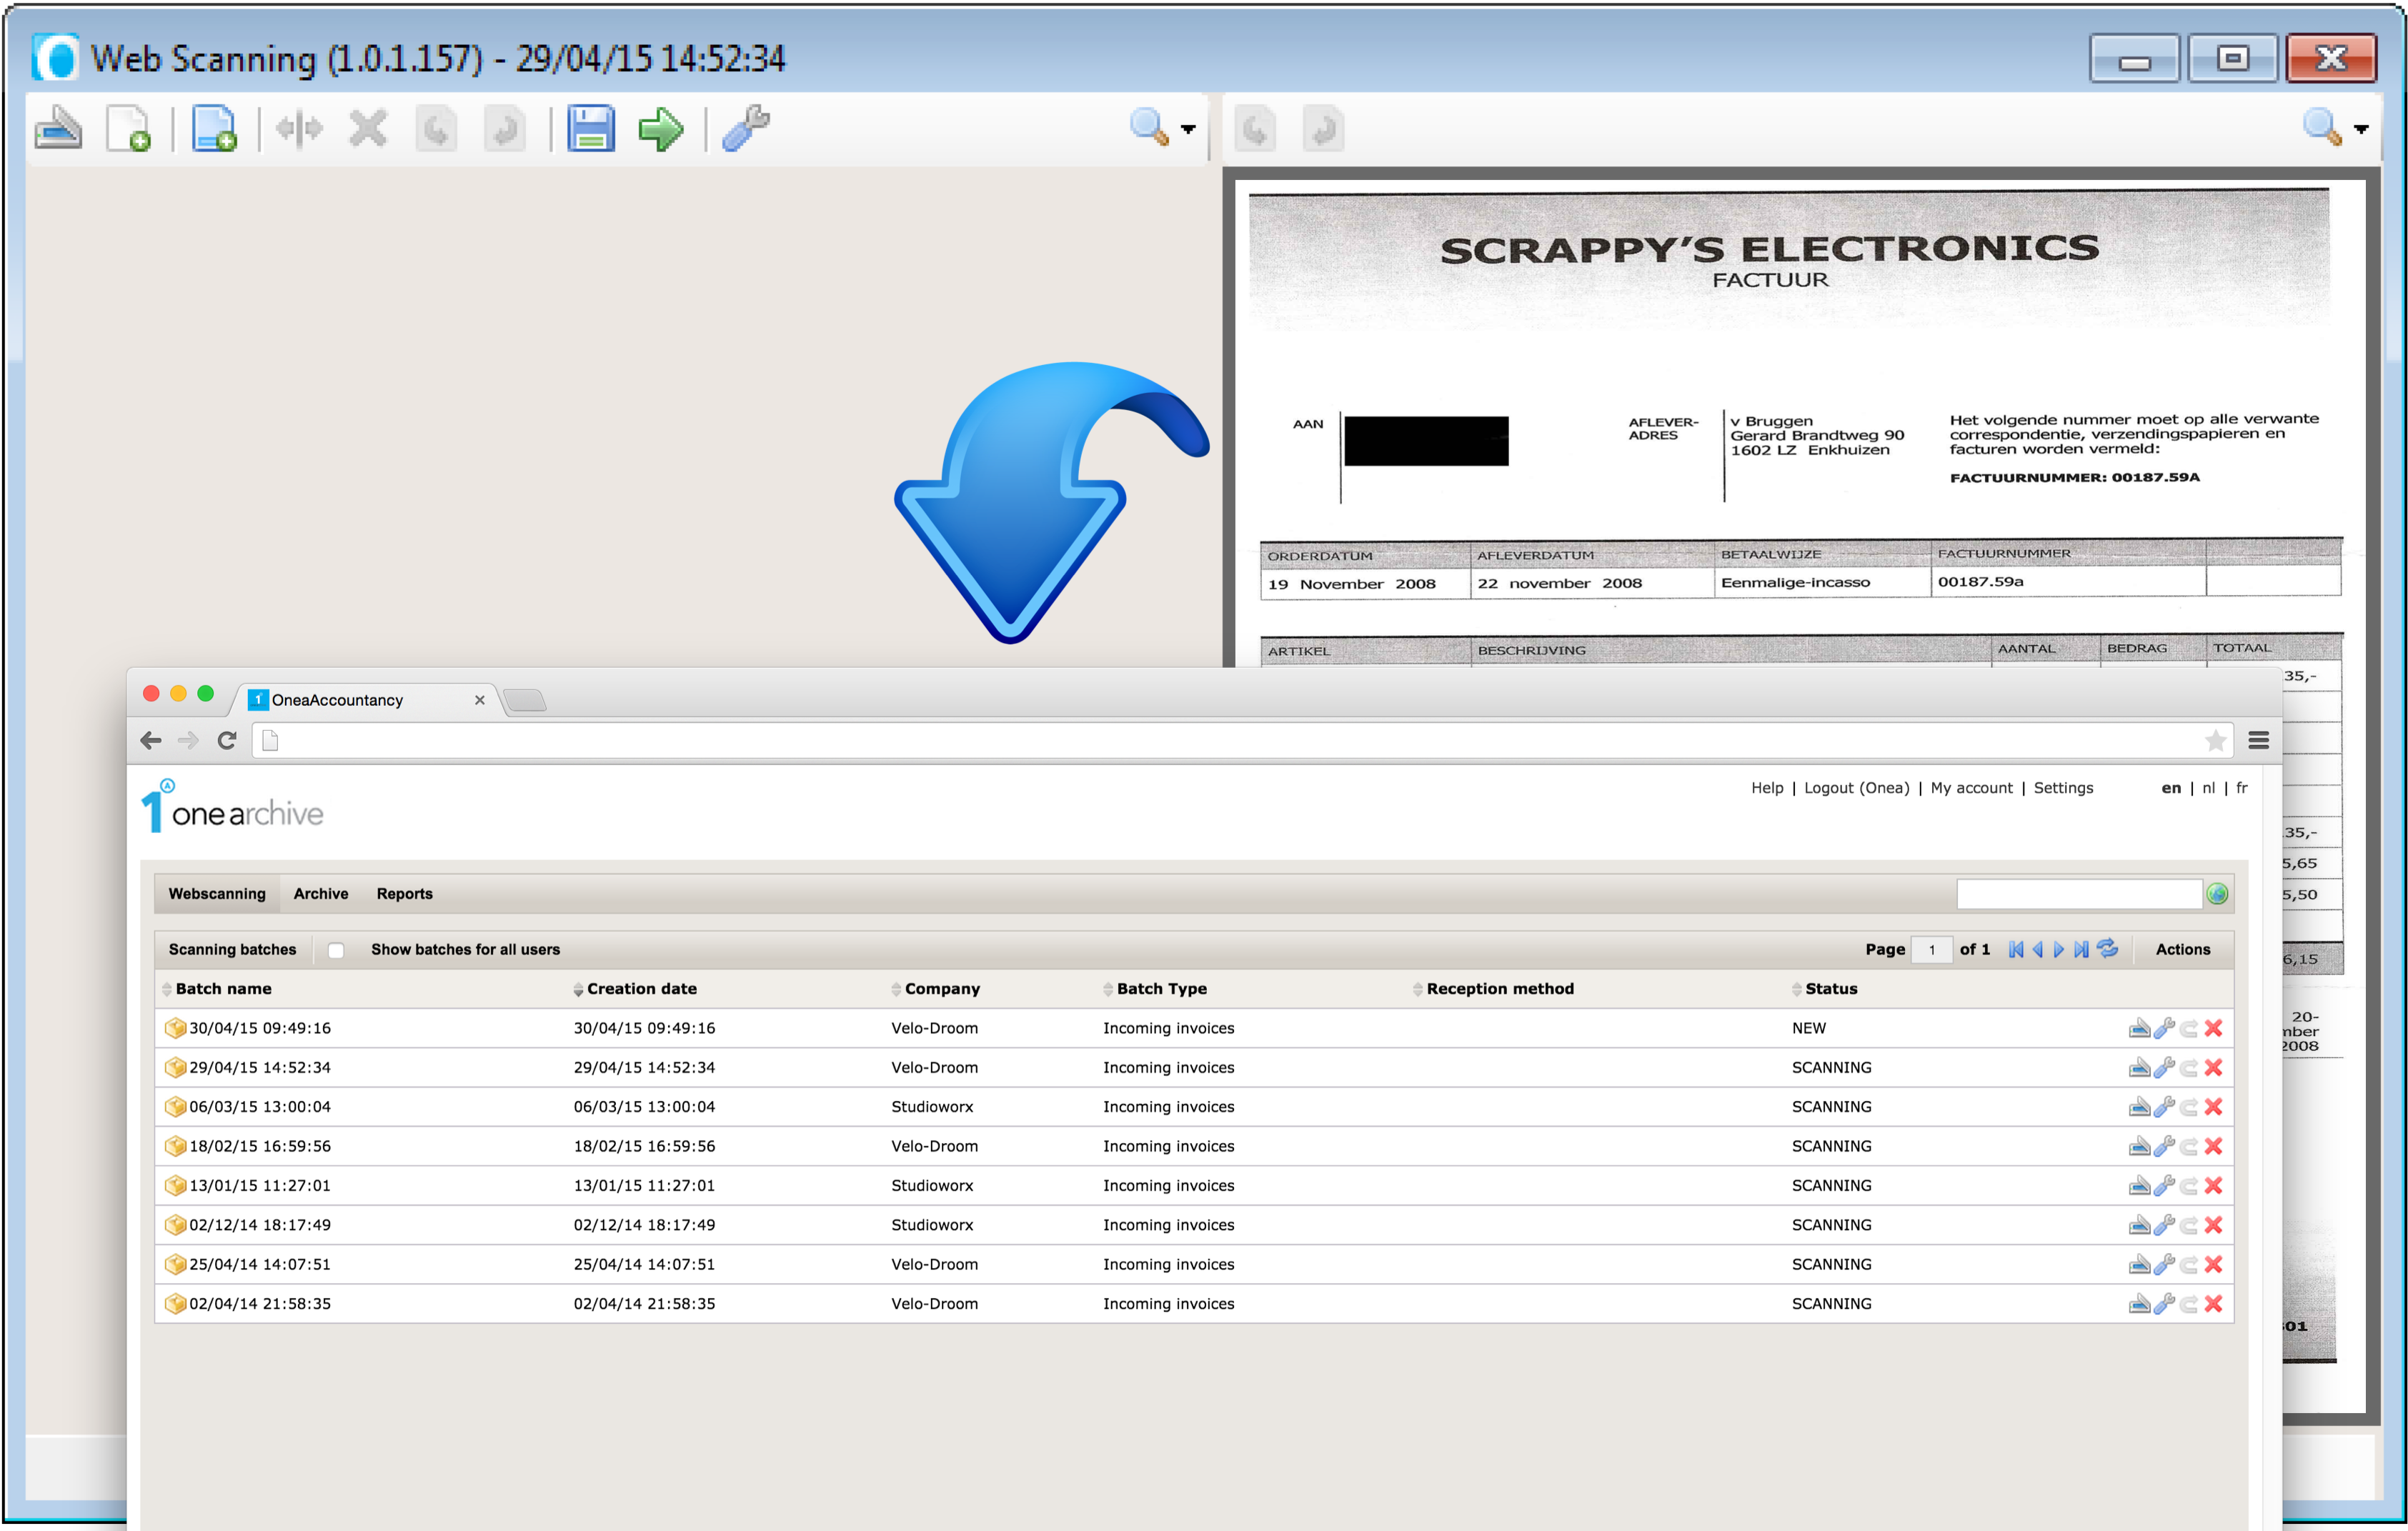 Web Scanning (1.0.1.157) - 29/04/15 14:52:34
SCRAPPY'S ELECTRONICS
FACTUUR
AAN
AFLEVER-
ADRES
v Bruggen
Gerard Brandtweg 90
1602 LZ Enkhuizen
Het volgende nummer moet op alle verwante
correspondentie, verzendingspapieren en
facturen worden vermeld:
FACTUURNUMMER: 00187.59A
ORDERDATUM AFLEVERDATUM BETAALWIJZE FACTUURNUMMER
19 November 2008 22 november 2008 Eenmalige-incasso 00187.59a
ARTIKEL BESCHRIJVING AANTAL BEDRAG TOTAAL
35,-
35,-
5,65
5,50
6,15
20-
mber
2008
01
OneaAccountancy
1 A onearchive
Help | Logout (Onea) | My account | Settings en | nl | fr
Webscanning Archive Reports
Scanning batches Show batches for all users Page 1 of 1 Actions
Batch name Creation date Company Batch Type Reception method Status
30/04/15 09:49:16 30/04/15 09:49:16 Velo-Droom Incoming invoices NEW
29/04/15 14:52:34 29/04/15 14:52:34 Velo-Droom Incoming invoices SCANNING
06/03/15 13:00:04 06/03/15 13:00:04 Studioworx Incoming invoices SCANNING
18/02/15 16:59:56 18/02/15 16:59:56 Velo-Droom Incoming invoices SCANNING
13/01/15 11:27:01 13/01/15 11:27:01 Studioworx Incoming invoices SCANNING
02/12/14 18:17:49 02/12/14 18:17:49 Studioworx Incoming invoices SCANNING
25/04/14 14:07:51 25/04/14 14:07:51 Velo-Droom Incoming invoices SCANNING
02/04/14 21:58:35 02/04/14 21:58:35 Velo-Droom Incoming invoices SCANNING